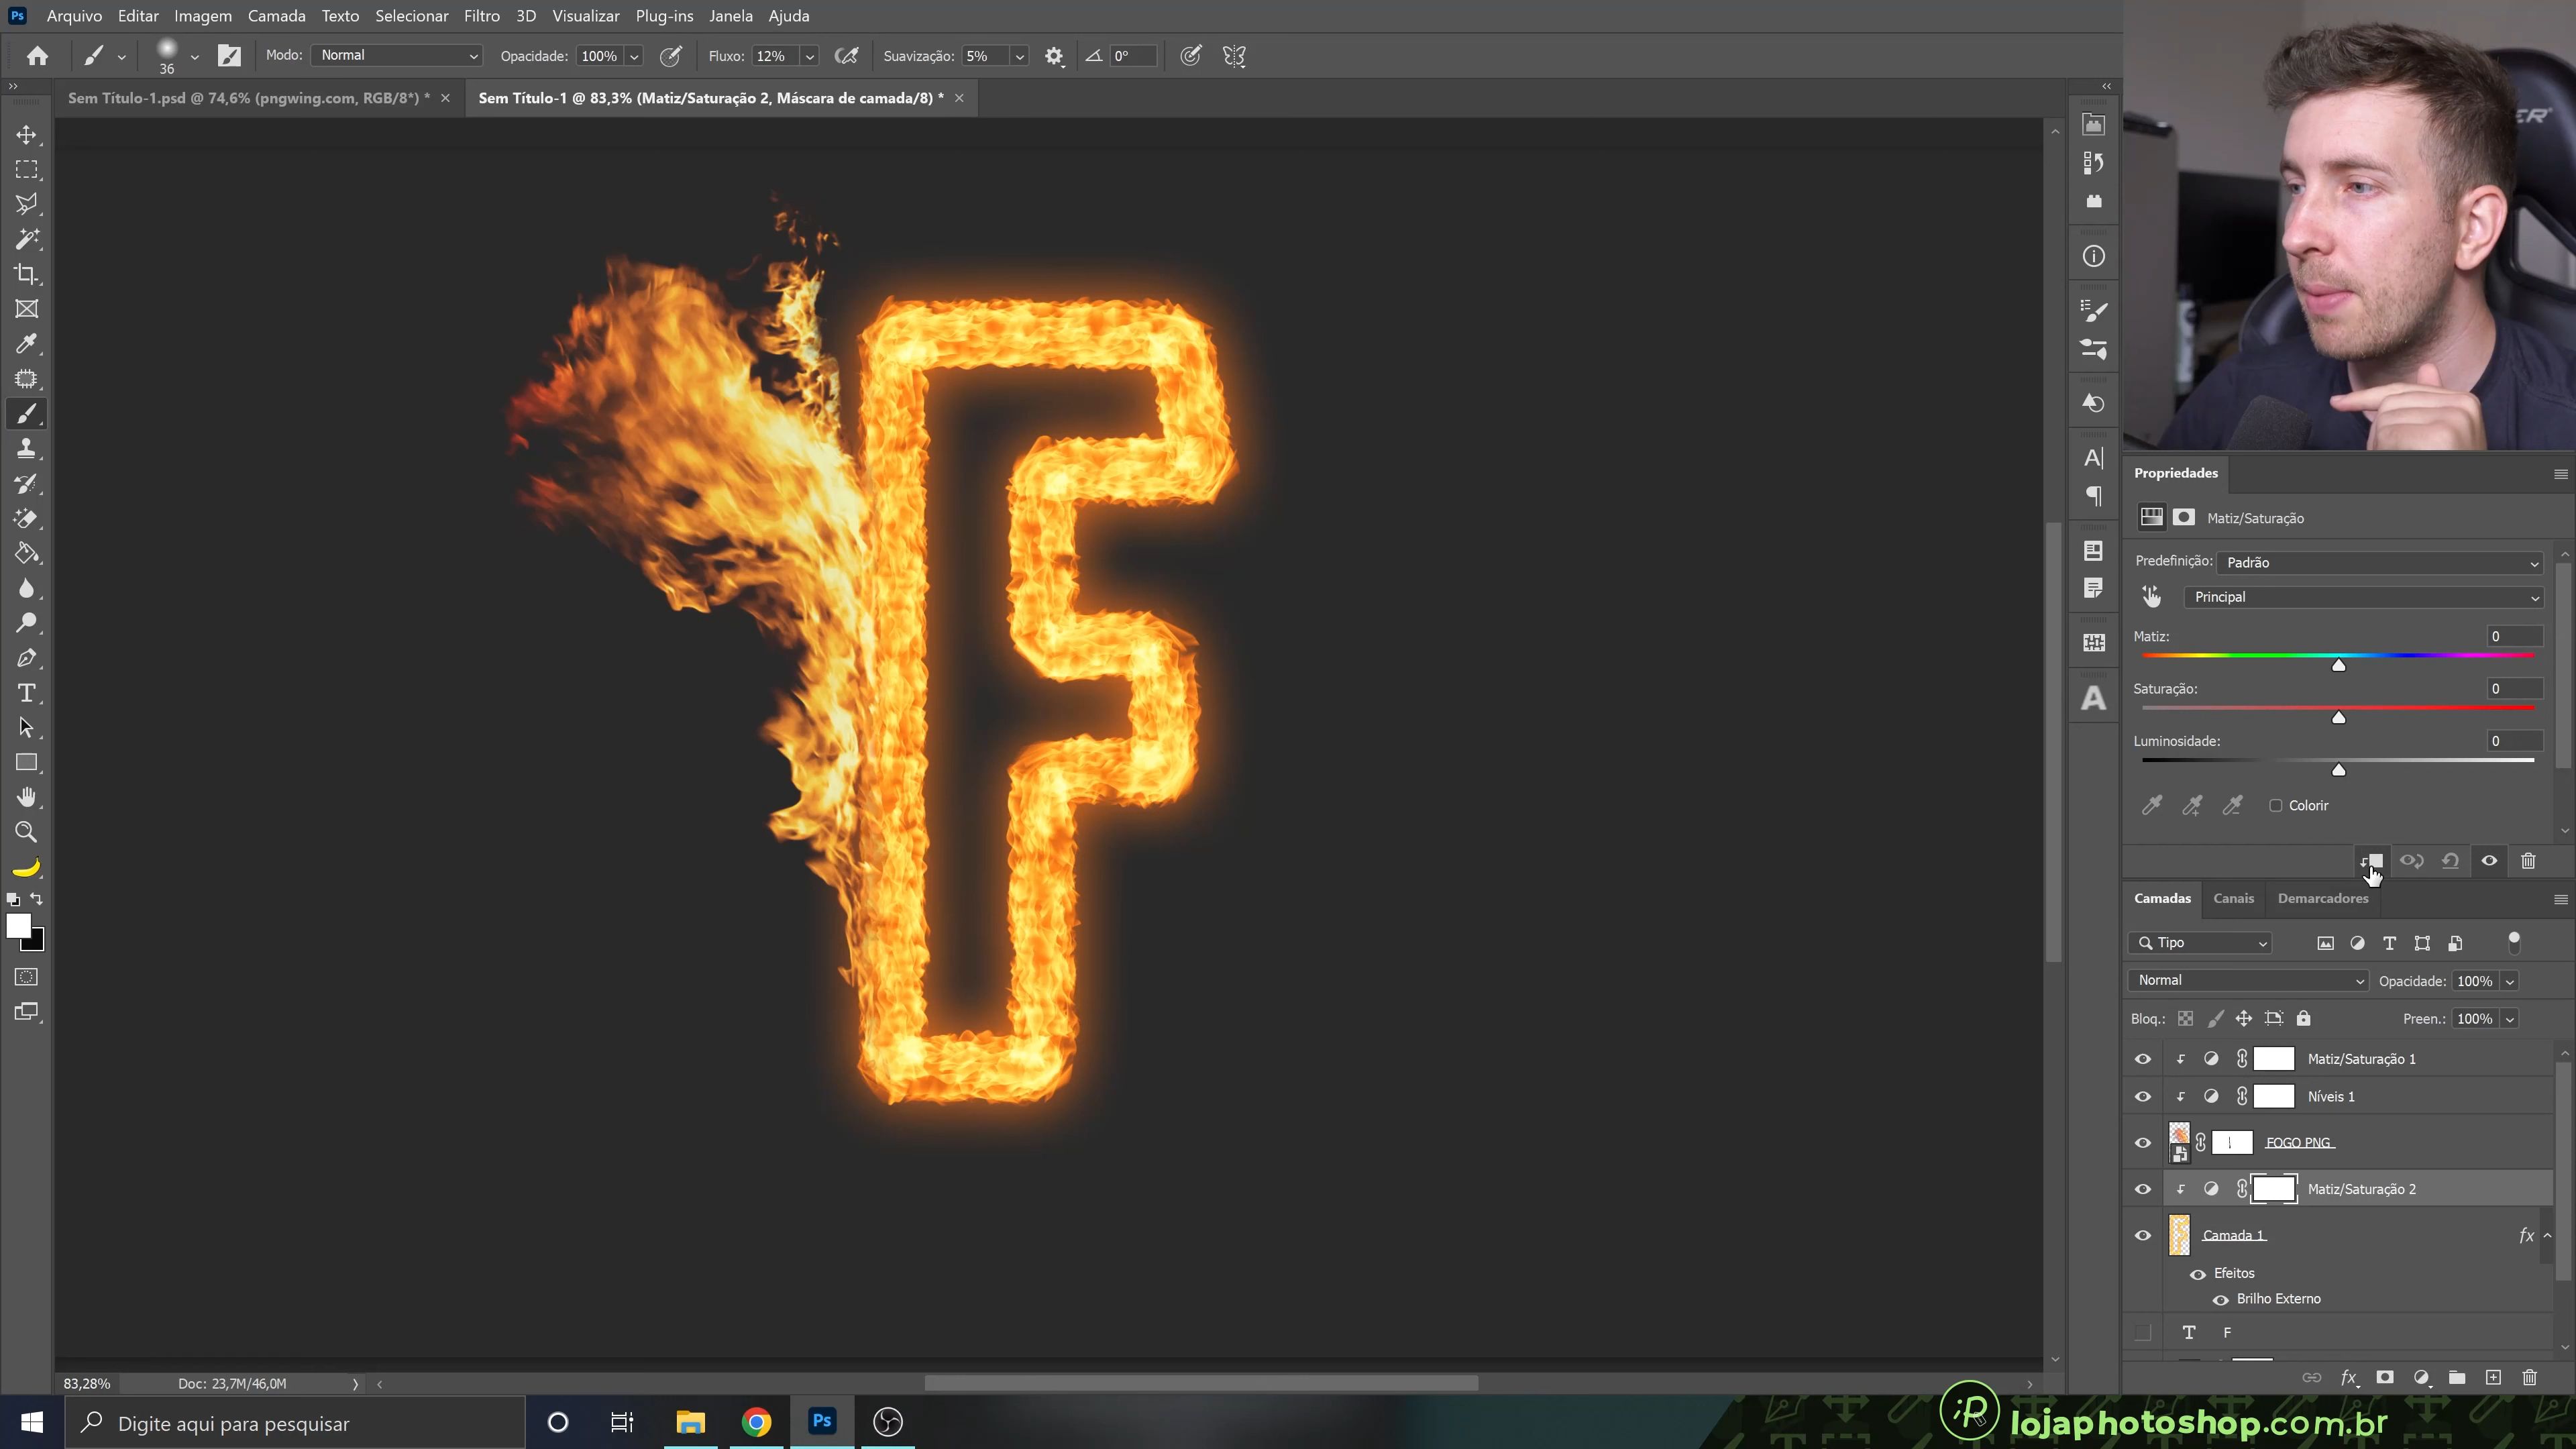 Ps Arquivo Editar Imagem Camada Texto Selecionar Filtro 3D Visualizar Plug-ins Janela Ajuda
36 Modo: Normal Opacidade: 100% Fluxo: 12% Suavização: 5% 0°
Sem Título-1.psd @ 74,6% (pngwing.com, RGB/8*) * × Sem Título-1 @ 83,3% (Matiz/Saturação 2, Máscara de camada/8) * ×
F
Propriedades
Matiz/Saturação
Predefinição: Padrão
Principal
Matiz: 0
Saturação: 0
Luminosidade: 0
Colorir
Camadas Canais Demarcadores
Tipo
Normal Opacidade: 100%
Bloq.: Preen.: 100%
Matiz/Saturação 1
Níveis 1
FOGO PNG
Matiz/Saturação 2
Camada 1 fx
Efeitos
Brilho Externo
T F
83,28% Doc: 23,7M/46,0M
fx
Digite aqui para pesquisar Ps
lojaphotoshop.com.br